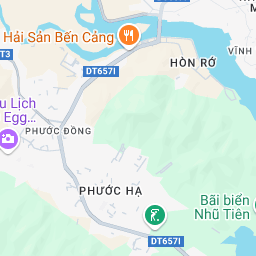 Hải Sản Bến Cảng
VĨNH
T3
DT657I
HÒN RỚ
DT657I
u Lịch
Egg...
PHƯỚC ĐỒNG
PHƯỚC HẠ
Bãi biển
Nhũ Tiên
DT657I